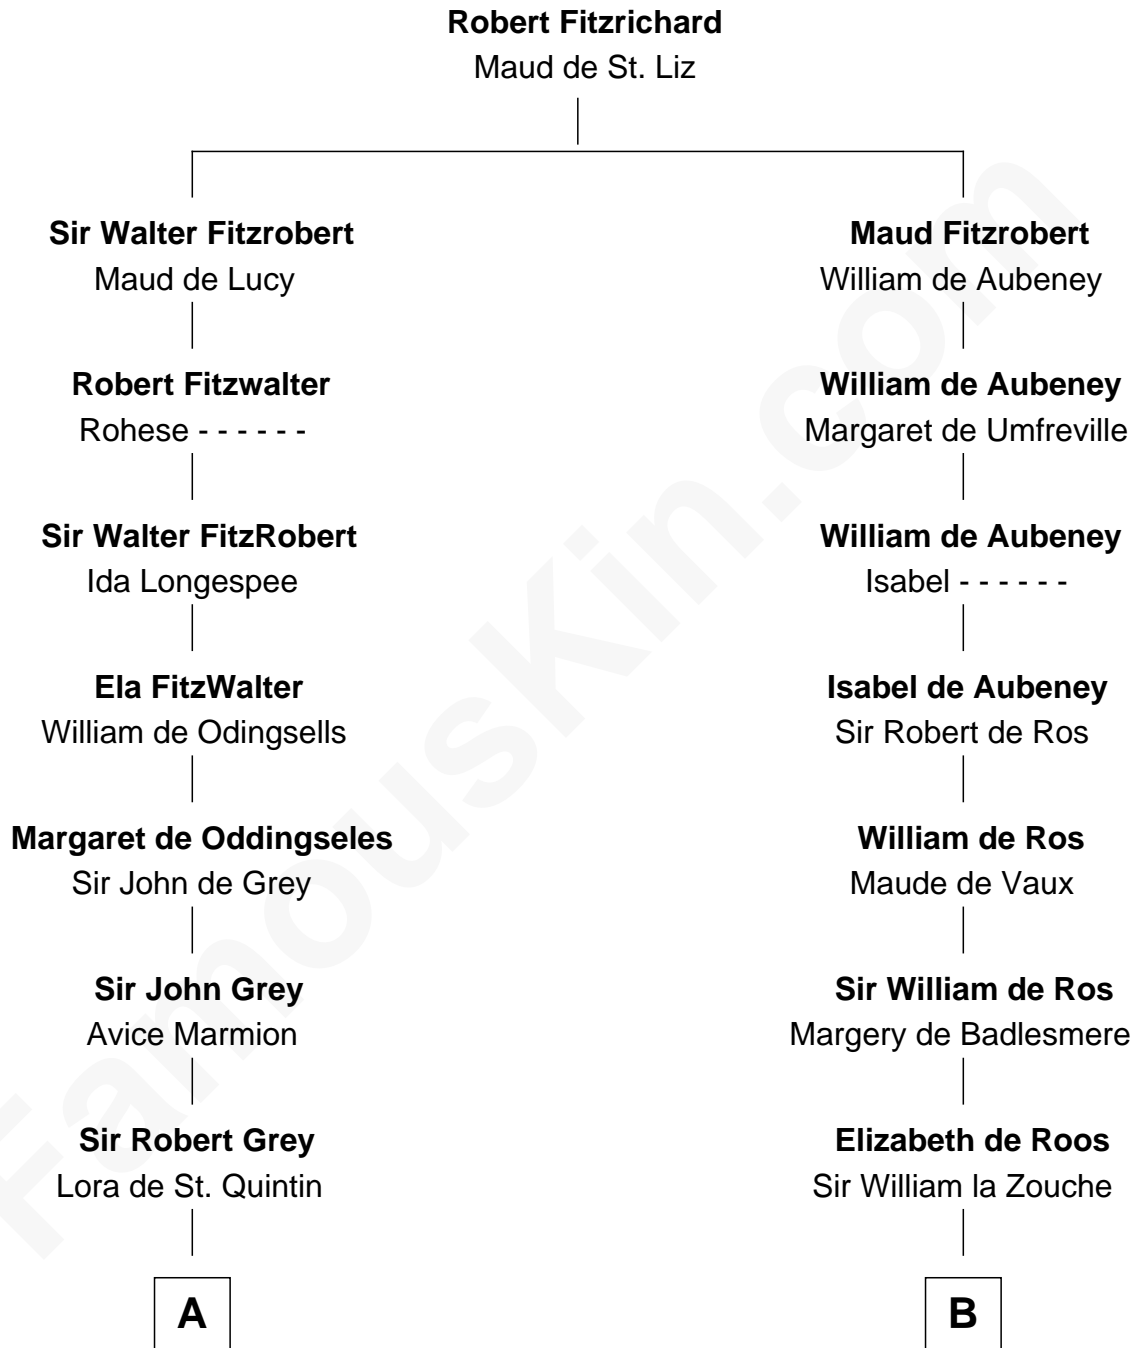 Robert Fitzrichard
Maud de St. Liz
Sir Walter Fitzrobert
Maud de Lucy
Robert Fitzwalter
Rohese - - - - - -
Sir Walter FitzRobert
Ida Longespee
Ela FitzWalter
William de Odingsells
Margaret de Oddingseles
Sir John de Grey
Sir John Grey
Avice Marmion
Sir Robert Grey
Lora de St. Quintin
A
Maud Fitzrobert
William de Aubeney
William de Aubeney
Margaret de Umfreville
William de Aubeney
Isabel - - - - - -
Isabel de Aubeney
Sir Robert de Ros
William de Ros
Maude de Vaux
Sir William de Ros
Margery de Badlesmere
Elizabeth de Roos
Sir William la Zouche
B
FamousKin.com